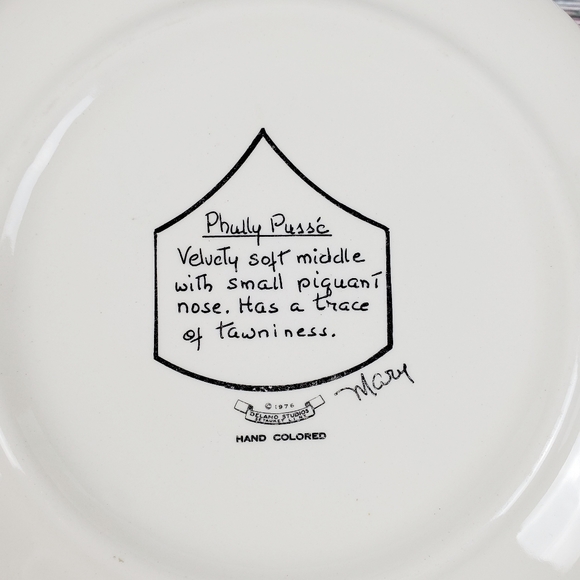 Phully Pussé
Velvety soft middle
with small piquant
nose. Has a trace
of tawniness.
Mary
© 1976
DELANO STUDIOS
SETAUKET L.I. N.Y.
HAND COLORED